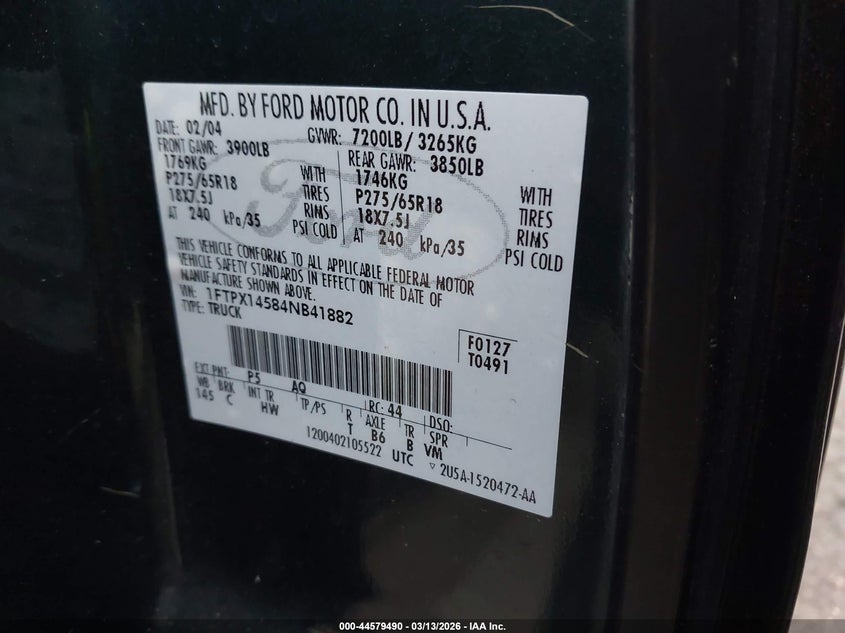 MFD. BY FORD MOTOR CO. IN U.S.A.
DATE: 02/04 GVWR: 7200LB/ 3265KG
FRONT GAWR: 3900LB REAR GAWR: 3850LB
1769KG WITH 1746KG WITH
P275/65R18 TIRES P275/65R18 TIRES
18X7.5J RIMS 18X7.5J RIMS
AT 240 kPa/35 PSI COLD AT 240 kPa/35 PSI COLD
Ford
THIS VEHICLE CONFORMS TO ALL APPLICABLE FEDERAL MOTOR
VEHICLE SAFETY STANDARDS IN EFFECT ON THE DATE OF
MANUFACTURE SHOWN ABOVE.
VIN: 1FTPX14584NB41882
TYPE: TRUCK
F0127
T0491
EXT PNT: P5 AQ RC: 44 DSO:
WB BRK INT TR TP/PS R AXLE TR SPR
145 C HW T B6 B VM
1200402105522 UTC ▽ 2U5A-1520472-AA
000-44579490 - 03/13/2026 - IAA Inc.